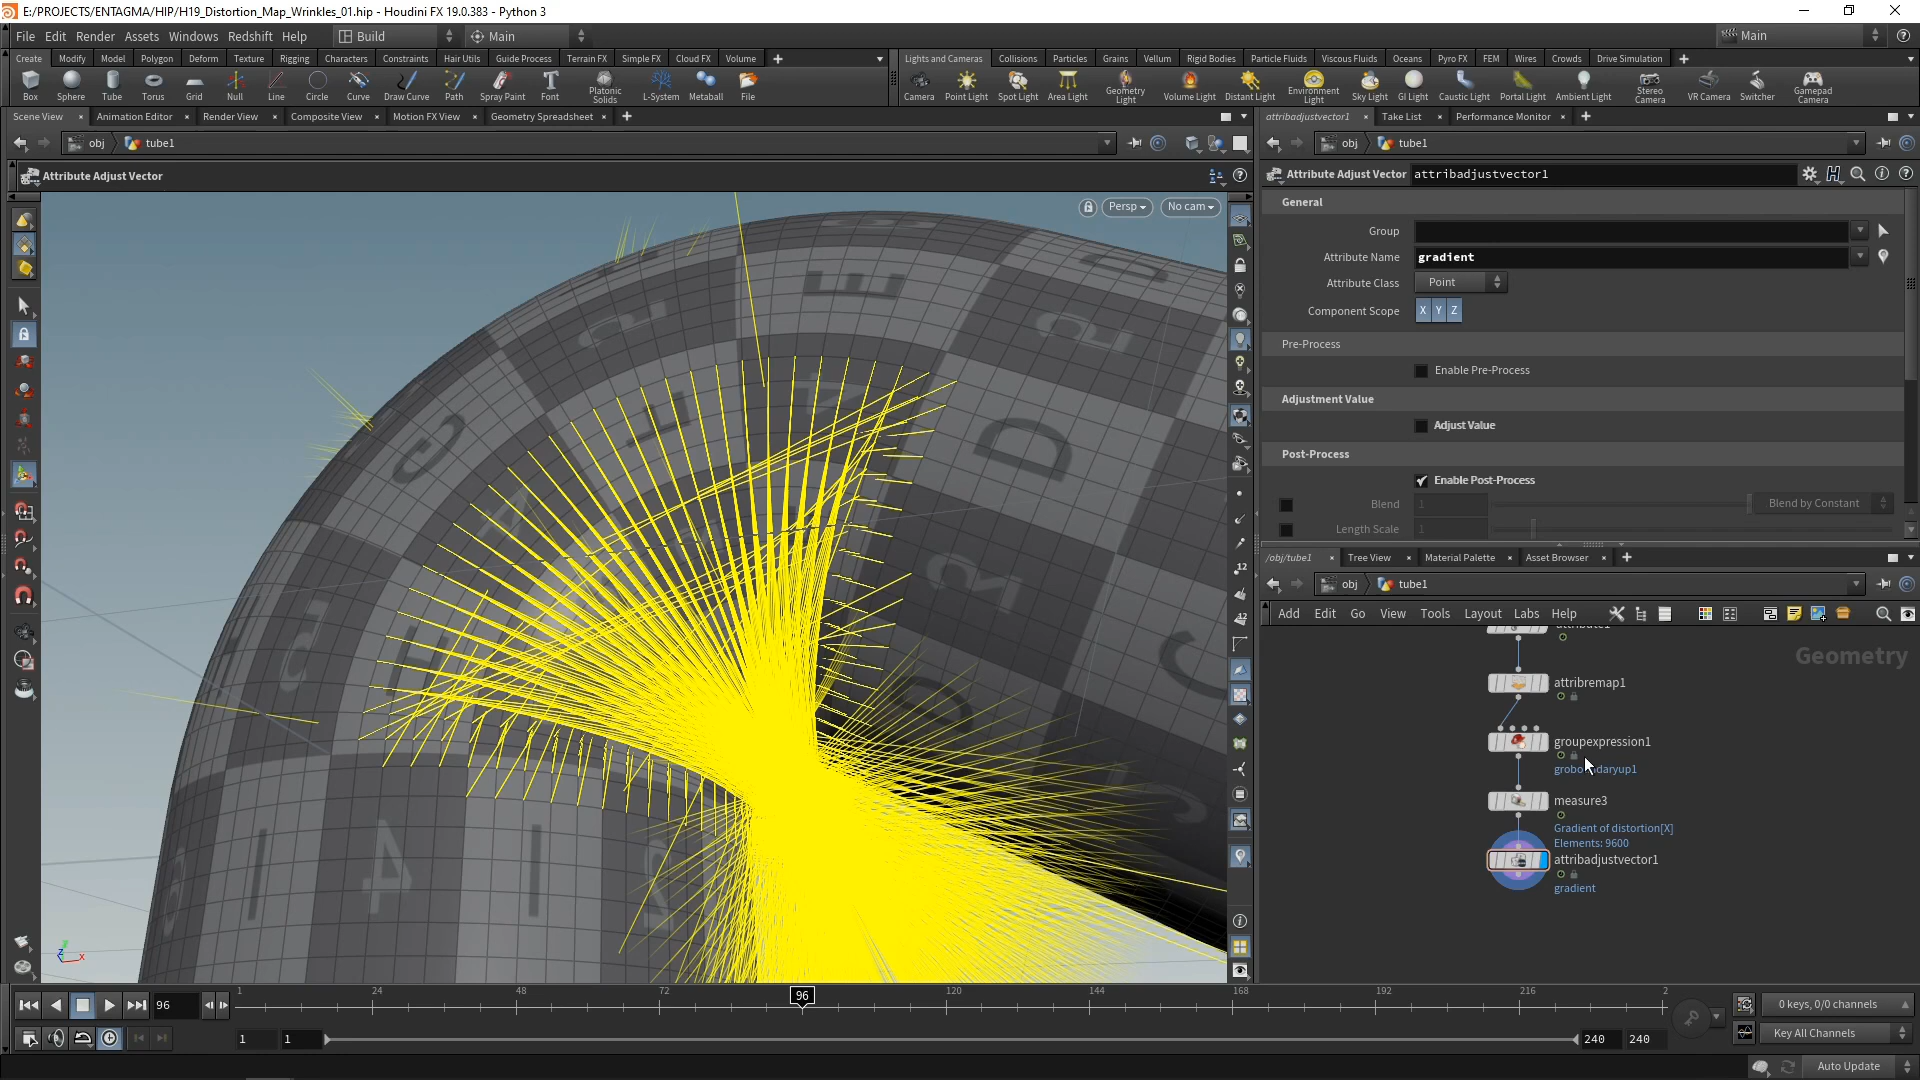 E:/PROJECTS/ENTAGMA/HIP/H19_Distortion_Map_Wrinkles_01.hip - Houdini FX 19.0.383 - Python 3
File Edit Render Assets Windows Redshift Help Build Main Main
Create Modify Model Polygon Deform Texture Rigging Characters Constraints Hair Utils Guide Process Terrain FX Simple FX Cloud FX Volume
Lights and Cameras Collisions Particles Grains Vellum Rigid Bodies Particle Fluids Viscous Fluids Oceans Pyro FX FEM Wires Crowds Drive Simulation
Box Sphere Tube Torus Grid Null Line Circle Curve Draw Curve Path Spray Paint Font Platonic Solids L-System Metaball File
Camera Point Light Spot Light Area Light Geometry Light Volume Light Distant Light Environment Light Sky Light GI Light Caustic Light Portal Light Ambient Light Stereo Camera VR Camera Switcher Gamepad Camera
Scene View Animation Editor Render View Composite View Motion FX View Geometry Spreadsheet
obj tube1
Attribute Adjust Vector
Persp No cam
E
D
4
z x
attribadjustvector1 Take List Performance Monitor
obj tube1
Attribute Adjust Vector attribadjustvector1
General
Group
Attribute Name gradient
Attribute Class Point
Component Scope X Y Z
Pre-Process
Enable Pre-Process
Adjustment Value
Adjust Value
Post-Process
Enable Post-Process
Blend 1 Blend by Constant
Length Scale 1
/obj/tube1 Tree View Material Palette Asset Browser
obj tube1
Add Edit Go View Tools Layout Labs Help
Geometry
attribremap1
groupexpression1
measure3
Gradient of distortion[X]
Elements: 9600
attribadjustvector1
gradient
96 1 24 48 72 96 120 144 168 192 216 2
0 keys, 0/0 channels
1 1 240 240 Key All Channels
Auto Update